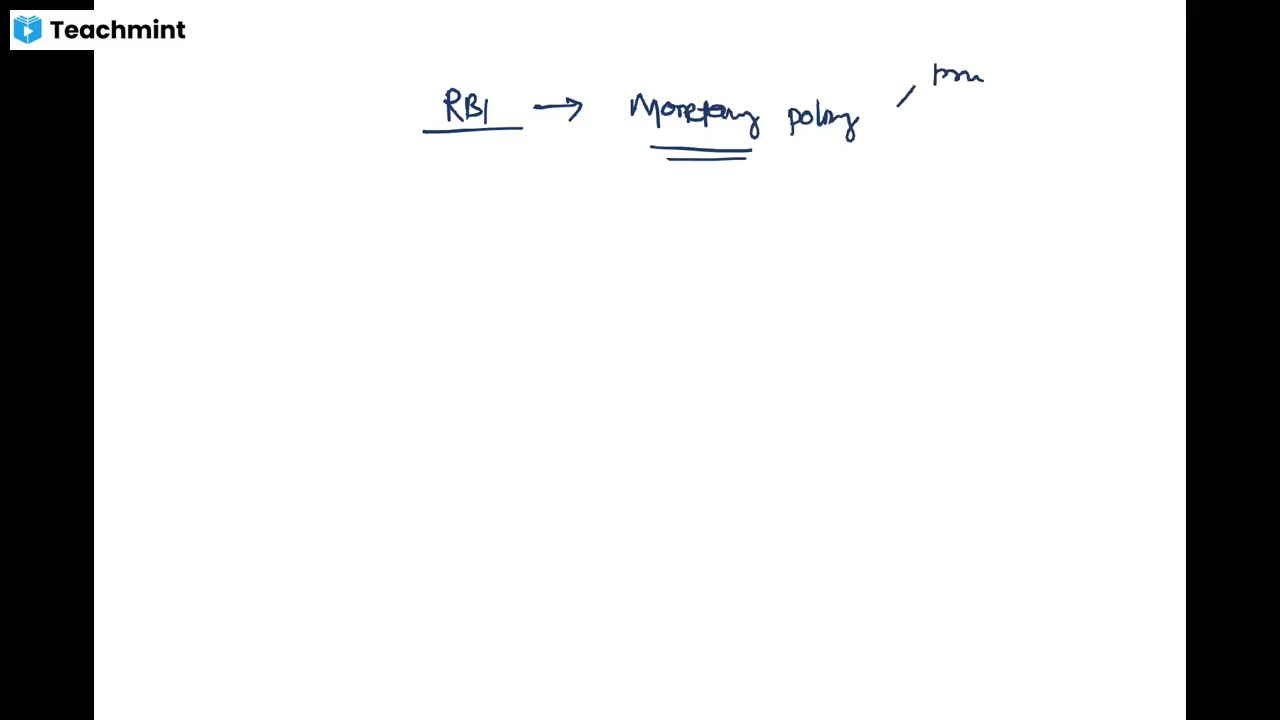 Teachmint
RBI → Monetary policy